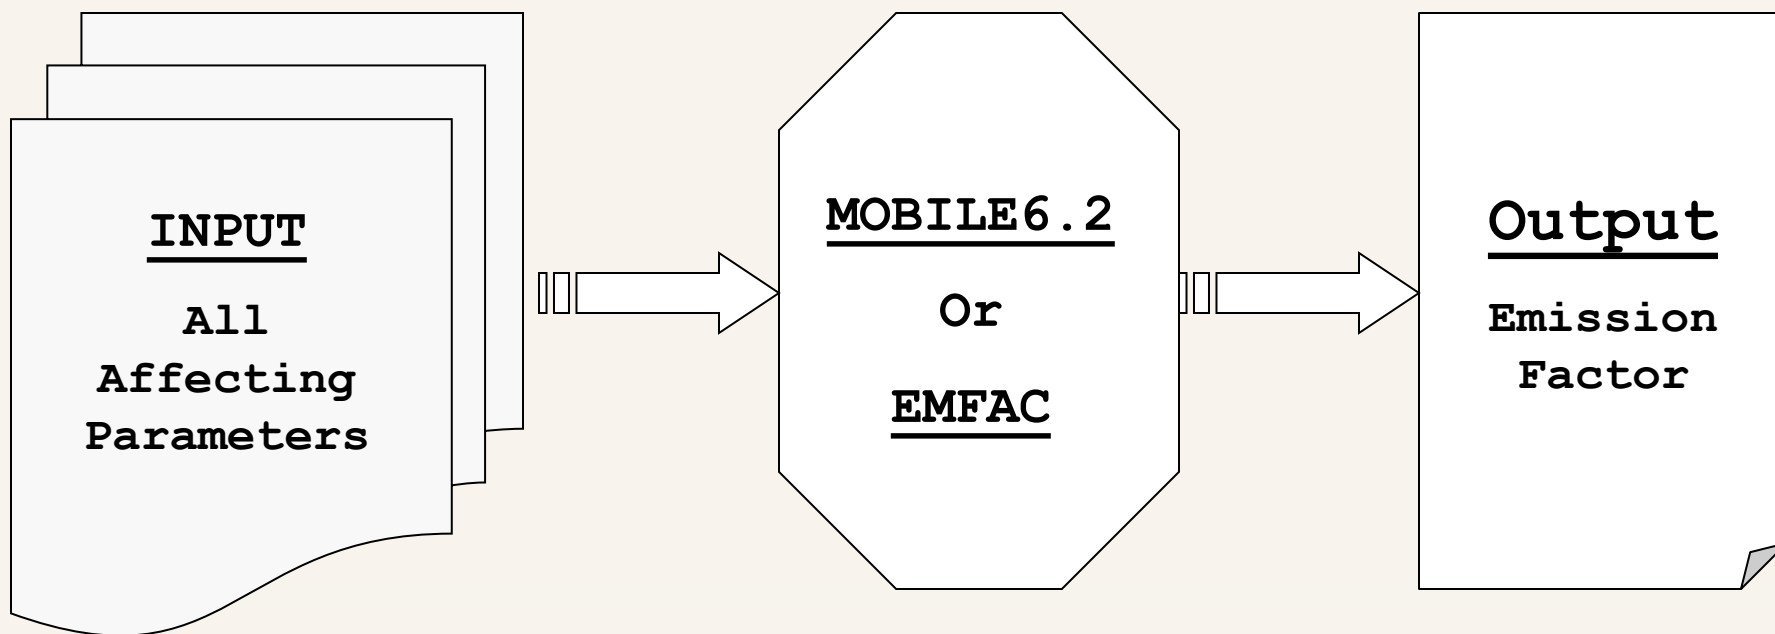 INPUT
All
Affecting
Parameters
MOBILE6.2
Or
EMFAC
Output
Emission
Factor